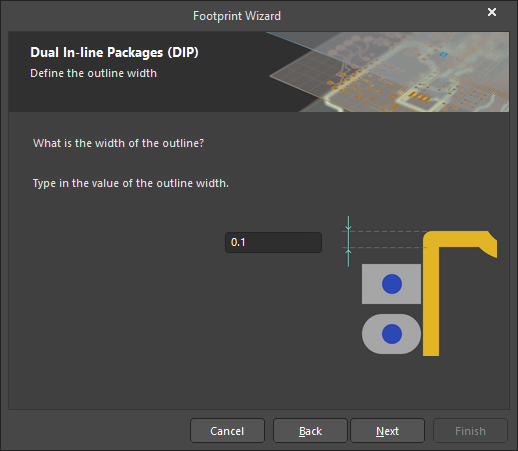 Footprint Wizard
Dual In-line Packages (DIP)
Define the outline width
What is the width of the outline?
Type in the value of the outline width.
0.1
Cancel
Back
Next
Finish